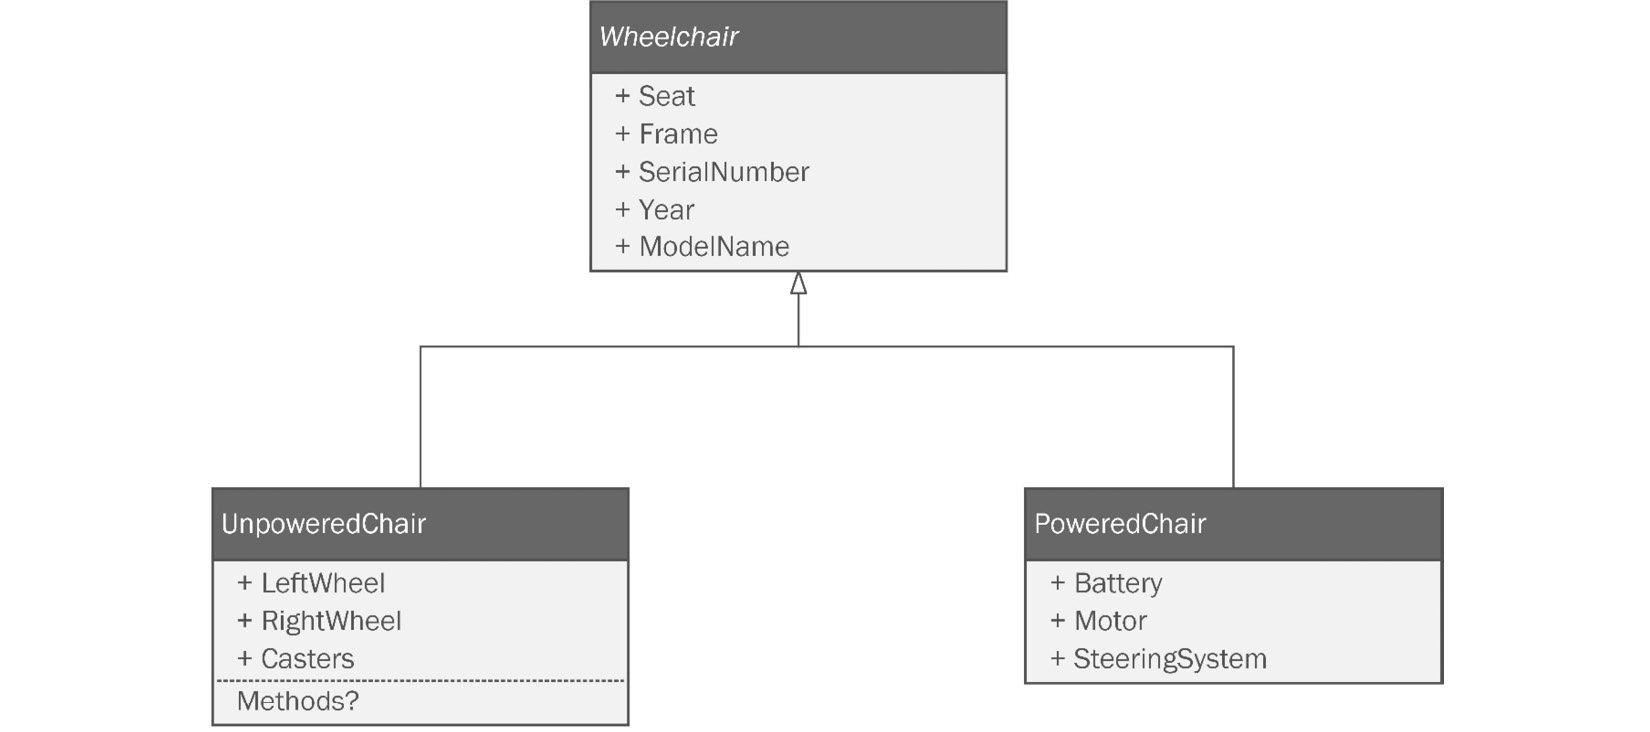 Wheelchair
+ Seat
+ Frame
+ SerialNumber
+ Year
+ ModelName
UnpoweredChair
+ LeftWheel
+ RightWheel
+ Casters
Methods?
PoweredChair
+ Battery
+ Motor
+ SteeringSystem